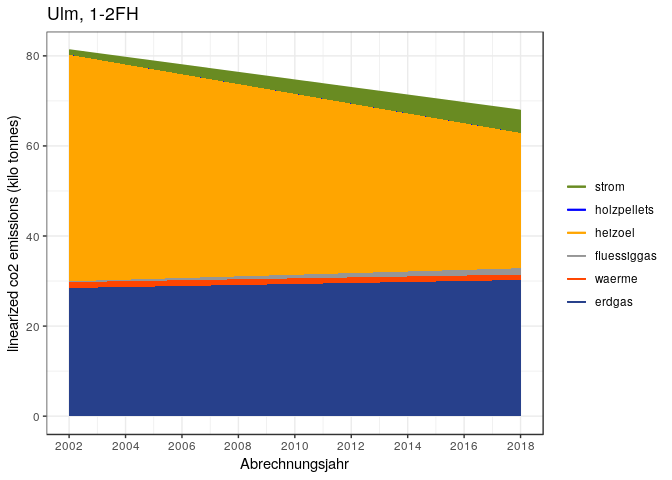 Ulm, 1-2FH
linearized co2 emissions (kilo tonnes)
80
60
40
20
0
2002 2004 2006 2008 2010 2012 2014 2016 2018
Abrechnungsjahr
strom
holzpellets
heizoel
fluessiggas
waerme
erdgas